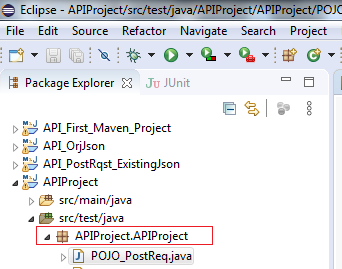 Eclipse - APIProject/src/test/java/APIProject/APIProject/POJO
File Edit Source Refactor Navigate Search Project
Package Explorer JUnit
API_First_Maven_Project
API_OrjJson
API_PostRqst_ExistingJson
APIProject
src/main/java
src/test/java
APIProject.APIProject
POJO_PostReq.java